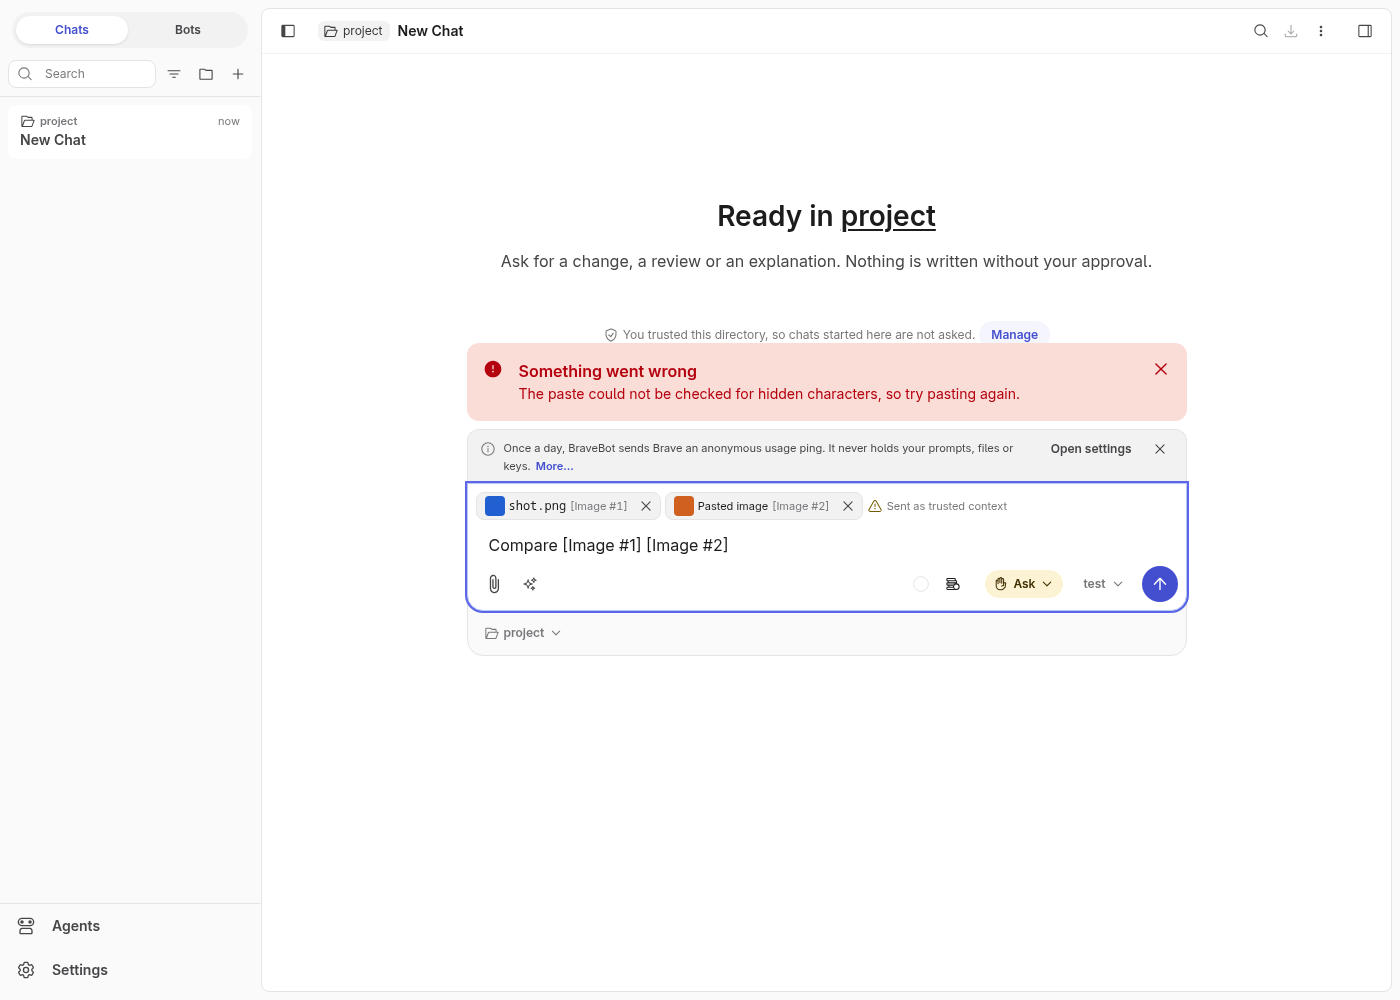 Chats
Bots
Search
project
now
New Chat
Agents
Settings
project
New Chat
Ready in project
Ask for a change, a review or an explanation. Nothing is written without your approval.
You trusted this directory, so chats started here are not asked. Manage
Something went wrong
The paste could not be checked for hidden characters, so try pasting again.
Once a day, BraveBot sends Brave an anonymous usage ping. It never holds your prompts, files or
keys. More...
Open settings
shot.png [Image #1]
Pasted image [Image #2]
Sent as trusted context
Compare [Image #1] [Image #2]
Ask
test
project